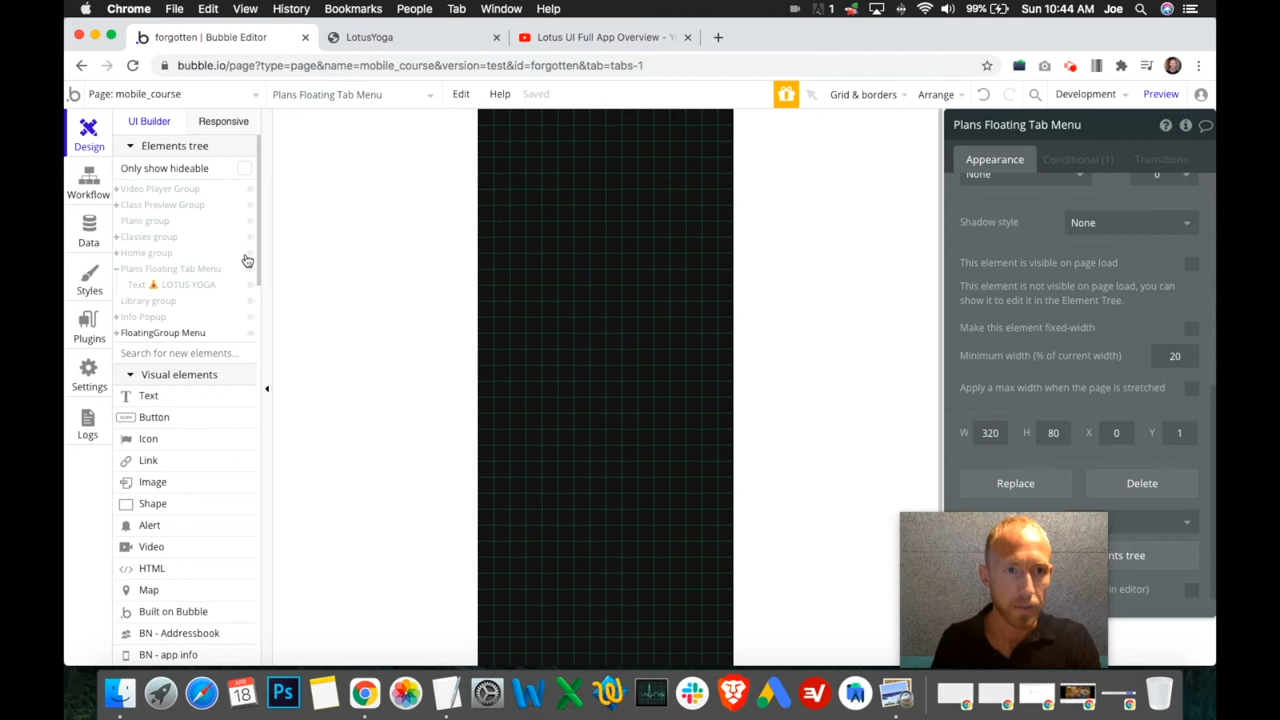 Chrome File Edit View History Bookmarks People Tab Window Help 1 99% Sun 10:44 AM Joe
forgotten | Bubble Editor LotusYoga Lotus UI Full App Overview - Y
bubble.io/page?type=page&name=mobile_course&version=test&id=forgotten&tab=tabs-1
Page: mobile_course Plans Floating Tab Menu Edit Help Saved Grid & borders Arrange Development Preview
Design
Workflow
Data
Styles
Plugins
Settings
Logs
UI Builder Responsive
Elements tree
Only show hideable
Video Player Group
Class Preview Group
Plans group
Classes group
Home group
Plans Floating Tab Menu
Text 🧘 LOTUS YOGA
Library group
Info Popup
FloatingGroup Menu
Search for new elements...
Visual elements
Text
Button
Icon
Link
Image
Shape
Alert
Video
</> HTML
Map
Built on Bubble
BN - Addressbook
BN - app info
Plans Floating Tab Menu
Appearance Conditional (1) Transitions
None 0
Shadow style None
This element is visible on page load
This element is not visible on page load, you can
show it to edit it in the Element Tree.
Make this element fixed-width
Minimum width (% of current width) 20
Apply a max width when the page is stretched
W 320 H 80 X 0 Y 1
Replace Delete
ents tree
in editor)
APR 18 Ps